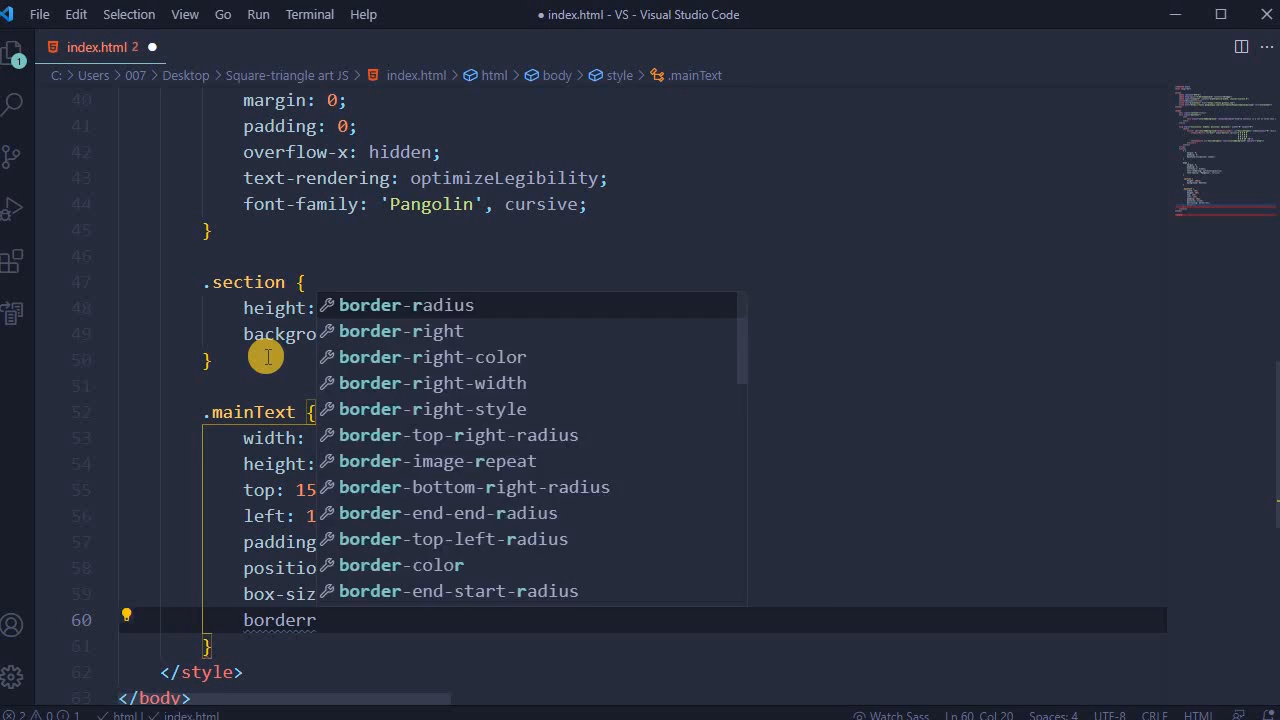 File Edit Selection View Go Run Terminal Help ● index.html - VS - Visual Studio Code
index.html 2
C: > Users > 007 > Desktop > Square-triangle art JS > index.html > html > body > style > .mainText
1
40 margin: 0;
41 padding: 0;
42 overflow-x: hidden;
43 text-rendering: optimizeLegibility;
44 font-family: 'Pangolin', cursive;
45 }
46
47 .section {
48 height:
49 backgro
50 }
51
52 .mainText {
53 width:
54 height:
55 top: 15
56 left: 1
57 padding
58 positio
59 box-siz
60 borderr
61 }
62 </style>
63 </body>
border-radius
border-right
border-right-color
border-right-width
border-right-style
border-top-right-radius
border-image-repeat
border-bottom-right-radius
border-end-end-radius
border-top-left-radius
border-color
border-end-start-radius
2 0 1 html index.html Watch Sass Ln 60, Col 20 Spaces: 4 UTF-8 CRLF HTML